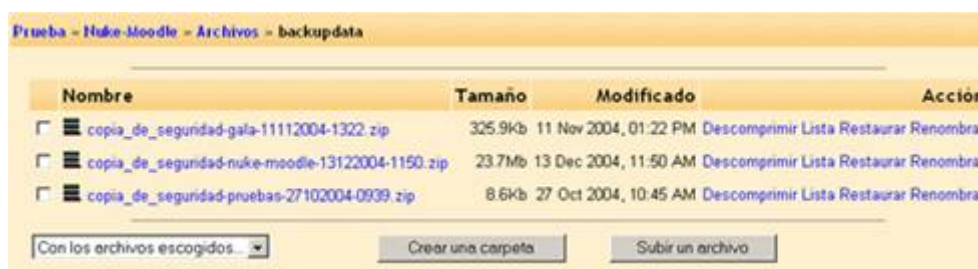 Prueba » Nuke-Moodle » Archivos » backupdata
Nombre Tamaño Modificado Acción
copia_de_seguridad-gala-11112004-1322.zip 325.9Kb 11 Nov 2004, 01:22 PM Descomprimir Lista Restaurar Renombra
copia_de_seguridad-nuke-moodle-13122004-1150.zip 23.7Mb 13 Dec 2004, 11:50 AM Descomprimir Lista Restaurar Renombra
copia_de_seguridad-pruebas-27102004-0939.zip 8.6Kb 27 Oct 2004, 10:45 AM Descomprimir Lista Restaurar Renombra
Con los archivos escogidos... Crear una carpeta Subir un archivo